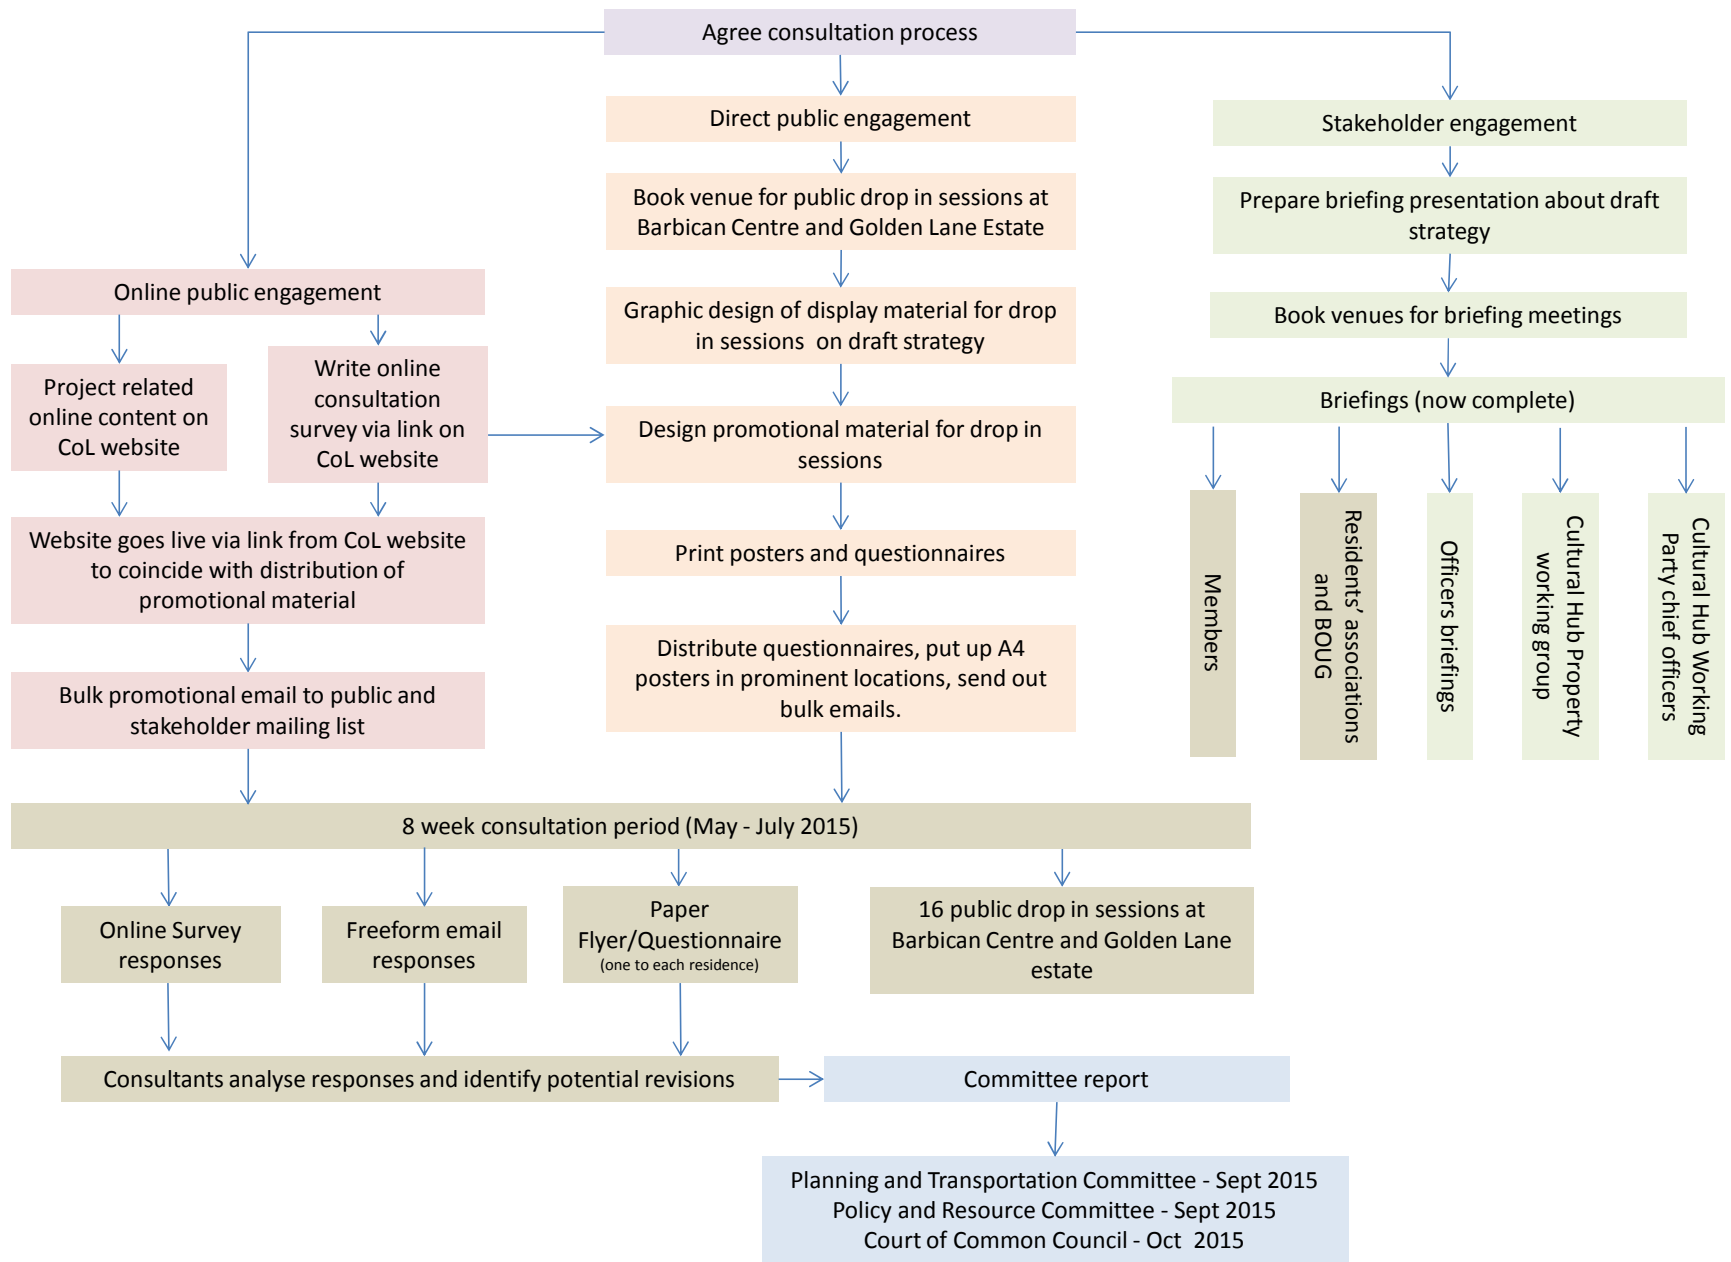 Agree consultation process
Direct public engagement
Stakeholder engagement
Book venue for public drop in sessions at
Barbican Centre and Golden Lane Estate
Prepare briefing presentation about draft
strategy
Online public engagement
Graphic design of display material for drop
in sessions on draft strategy
Book venues for briefing meetings
Project related
online content on
CoL website
Write online
consultation
survey via link on
CoL website
Design promotional material for drop in
sessions
Briefings (now complete)
Website goes live via link from CoL website
to coincide with distribution of
promotional material
Print posters and questionnaires
Members
Residents’ associations
and BOUG
Officers briefings
Cultural Hub Property
working group
Cultural Hub Working
Party chief officers
Bulk promotional email to public and
stakeholder mailing list
Distribute questionnaires, put up A4
posters in prominent locations, send out
bulk emails.
8 week consultation period (May - July 2015)
Online Survey
responses
Freeform email
responses
Paper
Flyer/Questionnaire
(one to each residence)
16 public drop in sessions at
Barbican Centre and Golden Lane
estate
Consultants analyse responses and identify potential revisions
Committee report
Planning and Transportation Committee - Sept 2015
Policy and Resource Committee - Sept 2015
Court of Common Council - Oct 2015